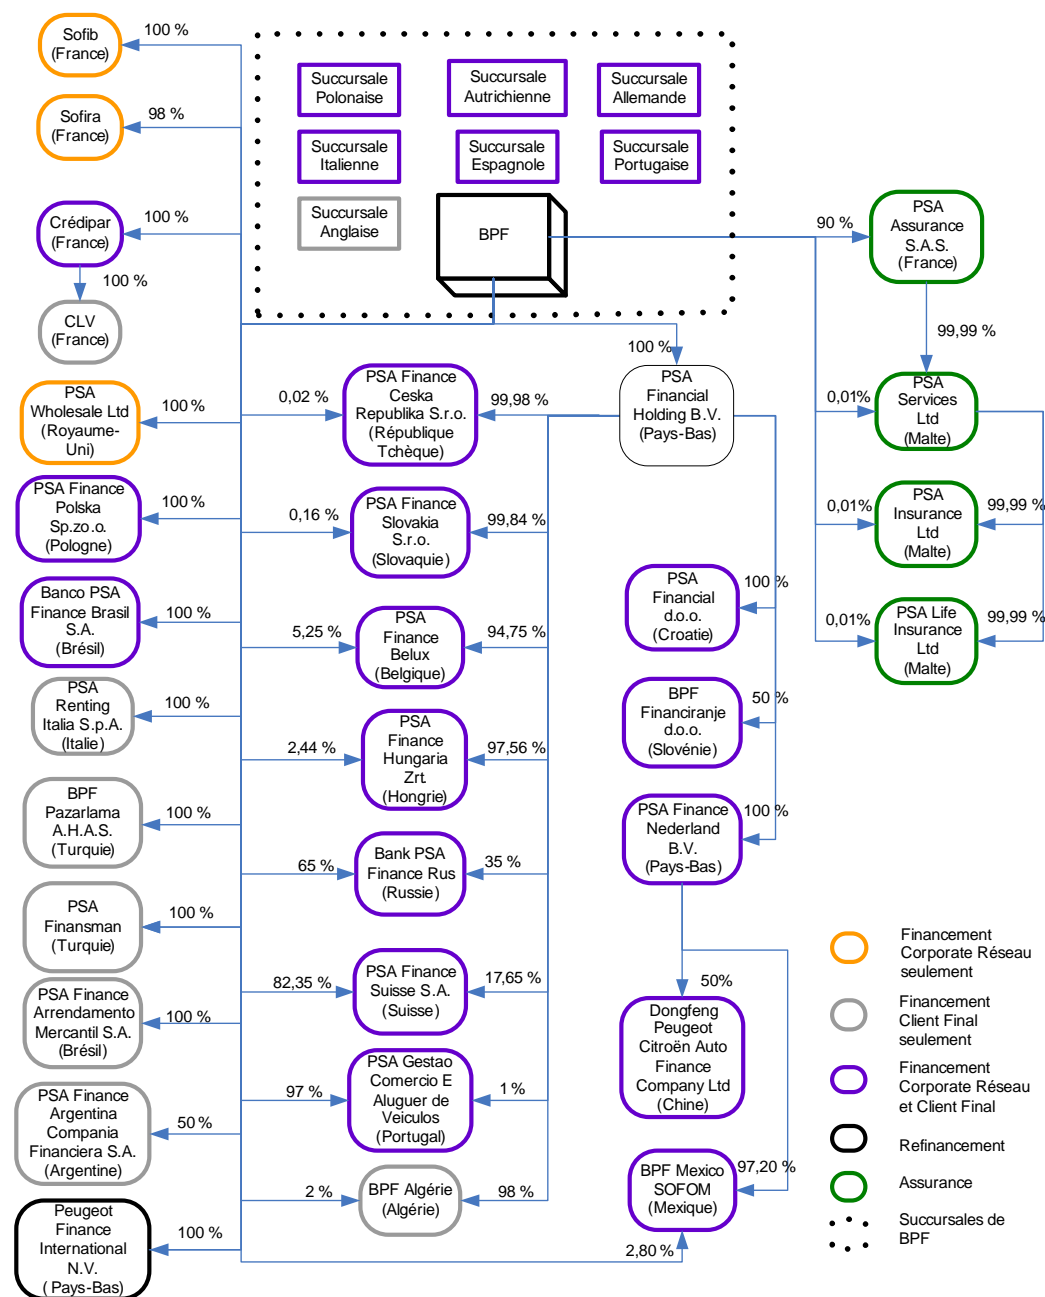 Sofib
(France)
100 %
Sofira
(France)
98 %
Crédipar
(France)
100 %
100 %
CLV
(France)
Succursale
Polonaise
Succursale
Autrichienne
Succursale
Allemande
Succursale
Italienne
Succursale
Espagnole
Succursale
Portugaise
Succursale
Anglaise
BPF
90 %
PSA
Assurance
S.A.S.
(France)
99,99 %
0,01%
PSA
Services
Ltd
(Malte)
0,01%
PSA
Insurance
Ltd
(Malte)
99,99 %
0,01%
PSA Life
Insurance
Ltd
(Malte)
99,99 %
PSA
Wholesale Ltd
(Royaume-
Uni)
100 %
PSA Finance
Polska
Sp.zo.o.
(Pologne)
100 %
Banco PSA
Finance Brasil
S.A.
(Brésil)
100 %
PSA
Renting
Italia S.p.A.
(Italie)
100 %
BPF
Pazarlama
A.H.A.S.
(Turquie)
100 %
PSA
Finansman
(Turquie)
100 %
PSA Finance
Arrendamento
Mercantil S.A.
(Brésil)
100 %
PSA Finance
Argentina
Compania
Financiera S.A.
(Argentine)
50 %
Peugeot
Finance
International
N.V.
( Pays-Bas)
100 %
0,02 %
PSA Finance
Ceska
Republika S.r.o.
(République
Tchèque)
99,98 %
0,16 %
PSA Finance
Slovakia
S.r.o.
(Slovaquie)
99,84 %
5,25 %
PSA
Finance
Belux
(Belgique)
94,75 %
2,44 %
PSA
Finance
Hungaria
Zrt.
(Hongrie)
97,56 %
65 %
Bank PSA
Finance Rus
(Russie)
35 %
82,35 %
PSA Finance
Suisse S.A.
(Suisse)
17,65 %
97 %
PSA Gestao
Comercio E
Aluguer de
Veiculos
(Portugal)
1 %
2 %
BPF Algérie
(Algérie)
98 %
100 %
PSA
Financial
Holding B.V.
(Pays-Bas)
PSA
Financial
d.o.o.
(Croatie)
100 %
BPF
Financiranje
d.o.o.
(Slovénie)
50 %
PSA Finance
Nederland
B.V.
(Pays-Bas)
100 %
50%
Dongfeng
Peugeot
Citroën Auto
Finance
Company Ltd
(Chine)
BPF Mexico
SOFOM
(Mexique)
97,20 %
2,80 %
Financement
Corporate Réseau
seulement
Financement
Client Final
seulement
Financement
Corporate Réseau
et Client Final
Refinancement
Assurance
Succursales de
BPF